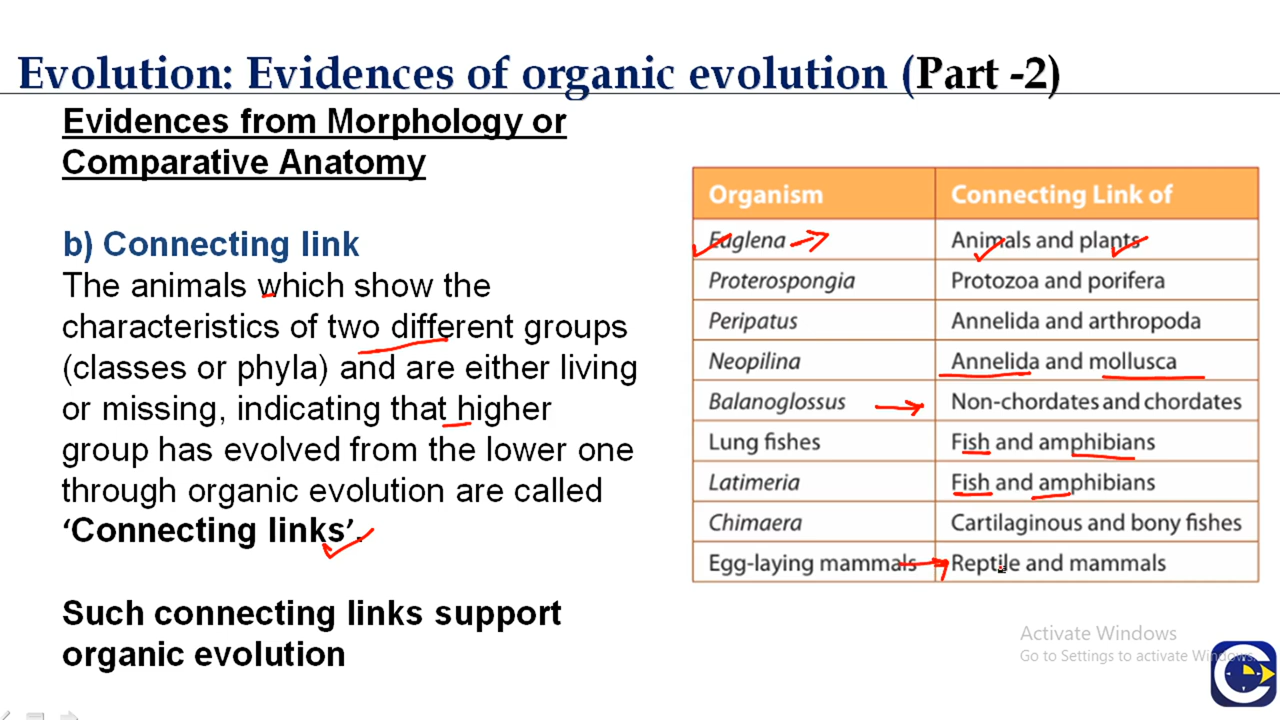 Evolution: Evidences of organic evolution (Part -2)
Evidences from Morphology or
Comparative Anatomy
b) Connecting link
The animals which show the
characteristics of two different groups
(classes or phyla) and are either living
or missing, indicating that higher
group has evolved from the lower one
through organic evolution are called
‘Connecting links’.
Such connecting links support
organic evolution
Organism Connecting Link of
Euglena Animals and plants
Proterospongia Protozoa and porifera
Peripatus Annelida and arthropoda
Neopilina Annelida and mollusca
Balanoglossus Non-chordates and chordates
Lung fishes Fish and amphibians
Latimeria Fish and amphibians
Chimaera Cartilaginous and bony fishes
Egg-laying mammals Reptile and mammals
Activate Windows
Go to Settings to activate Windows.